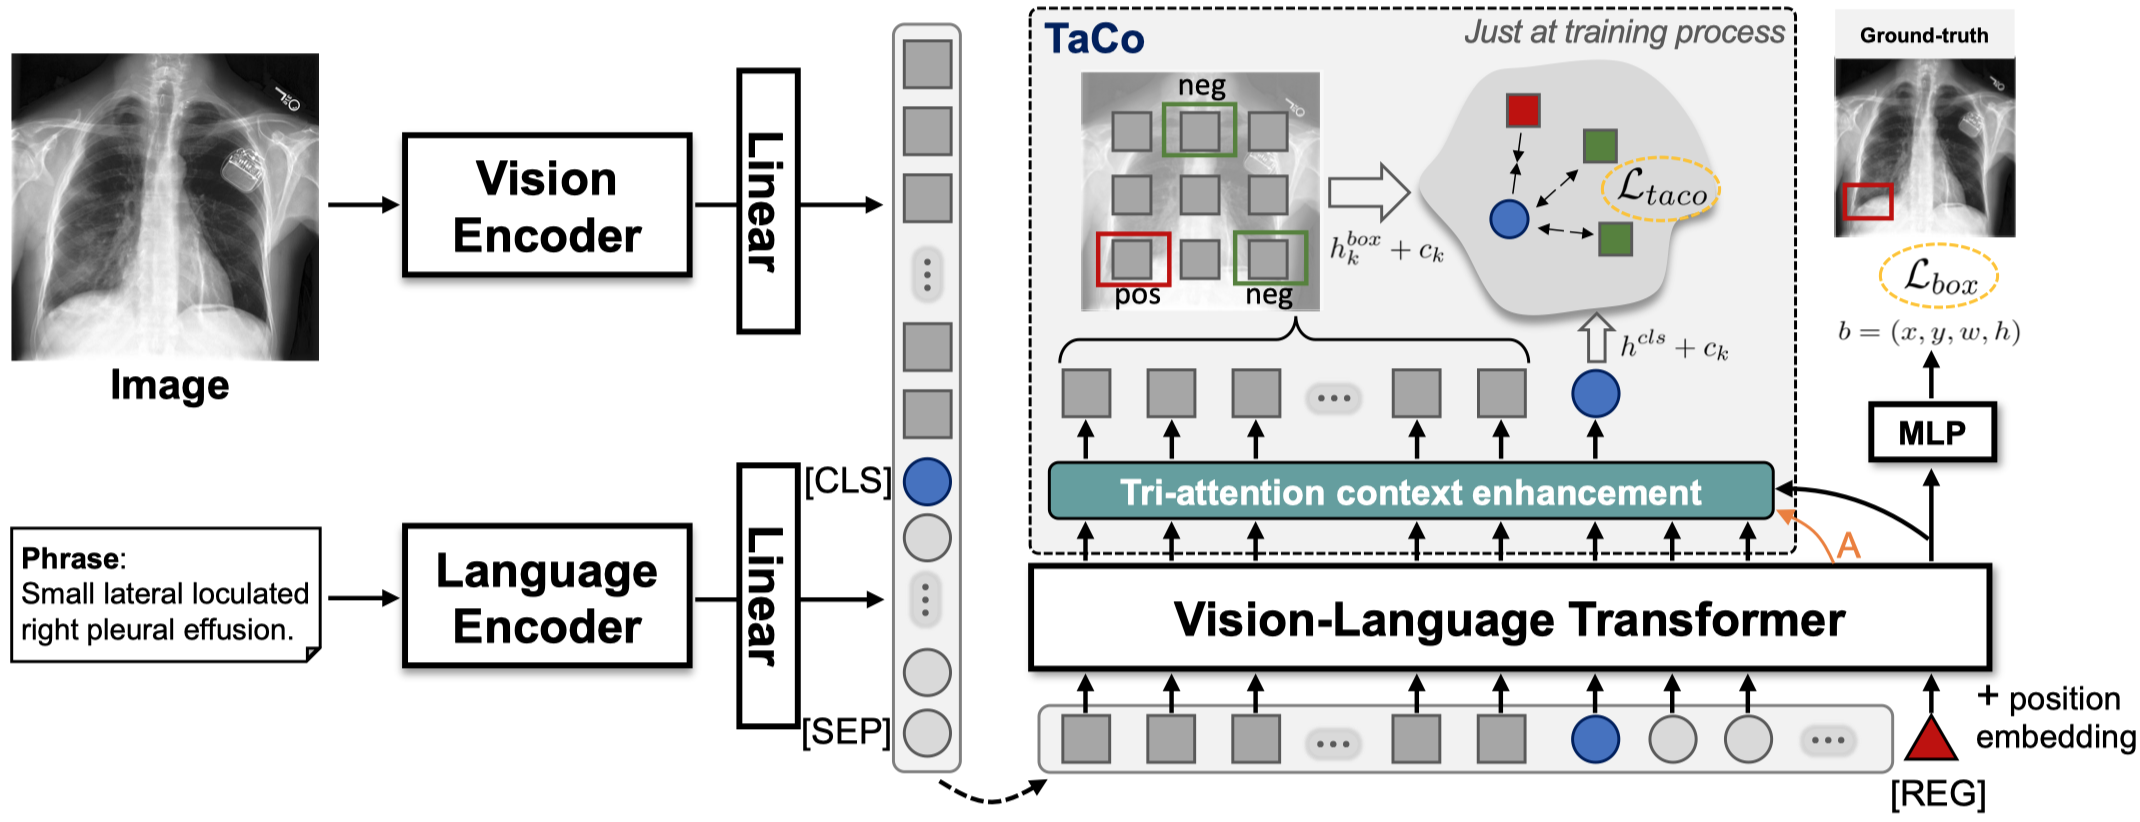 Image
Phrase:
Small lateral loculated
right pleural effusion.
Vision
Encoder
Language
Encoder
Linear
Linear
[CLS]
[SEP]
TaCo
Just at training process
neg
pos
neg
$h_k^{box} + c_k$
$\mathcal{L}_{taco}$
$h^{cls} + c_k$
Tri-attention context enhancement
A
Vision-Language Transformer
Ground-truth
$\mathcal{L}_{box}$
$b = (x, y, w, h)$
MLP
+ position
embedding
[REG]